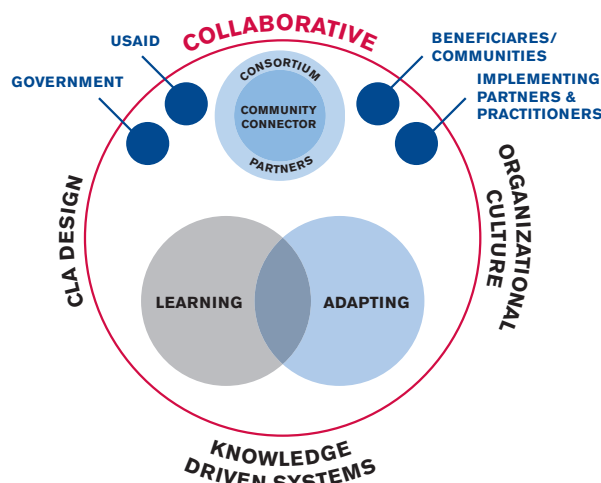 COLLABORATIVE
USAID
GOVERNMENT
BENEFICIARES/
COMMUNITIES
IMPLEMENTING
PARTNERS &
PRACTITIONERS
CONSORTIUM
COMMUNITY
CONNECTOR
PARTNERS
CLA DESIGN
ORGANIZATIONAL
CULTURE
LEARNING
ADAPTING
KNOWLEDGE
DRIVEN SYSTEMS